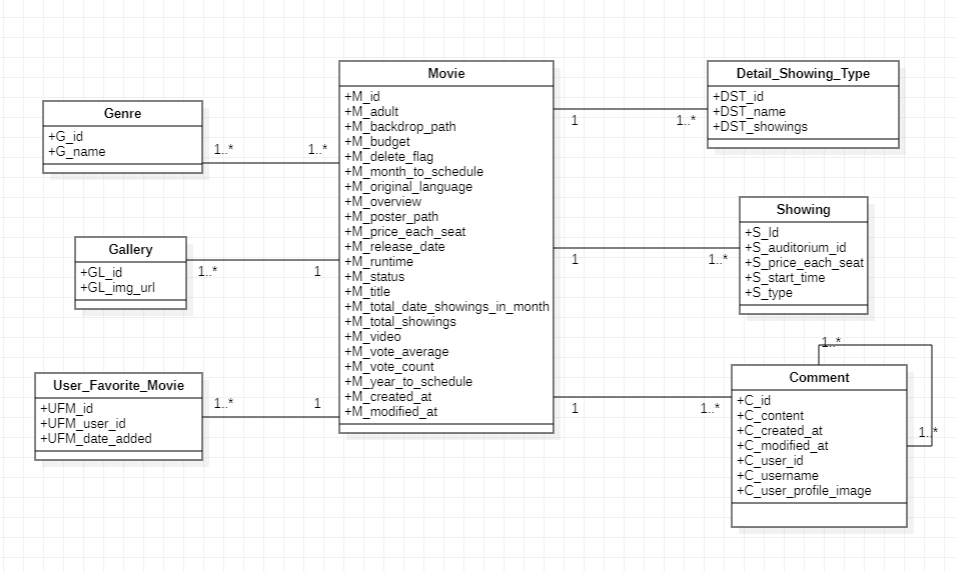 Genre
+G_id
+G_name
1..*
1..*
Gallery
+GL_id
+GL_img_url
1..*
1
User_Favorite_Movie
+UFM_id
+UFM_user_id
+UFM_date_added
1..*
1
Movie
+M_id
+M_adult
+M_backdrop_path
+M_budget
+M_delete_flag
+M_month_to_schedule
+M_original_language
+M_overview
+M_poster_path
+M_price_each_seat
+M_release_date
+M_runtime
+M_status
+M_title
+M_total_date_showings_in_month
+M_total_showings
+M_video
+M_vote_average
+M_vote_count
+M_year_to_schedule
+M_created_at
+M_modified_at
1
1..*
Detail_Showing_Type
+DST_id
+DST_name
+DST_showings
1
1..*
Showing
+S_Id
+S_auditorium_id
+S_price_each_seat
+S_start_time
+S_type
1
1..*
Comment
+C_id
+C_content
+C_created_at
+C_modified_at
+C_user_id
+C_username
+C_user_profile_image
1..*
1..*